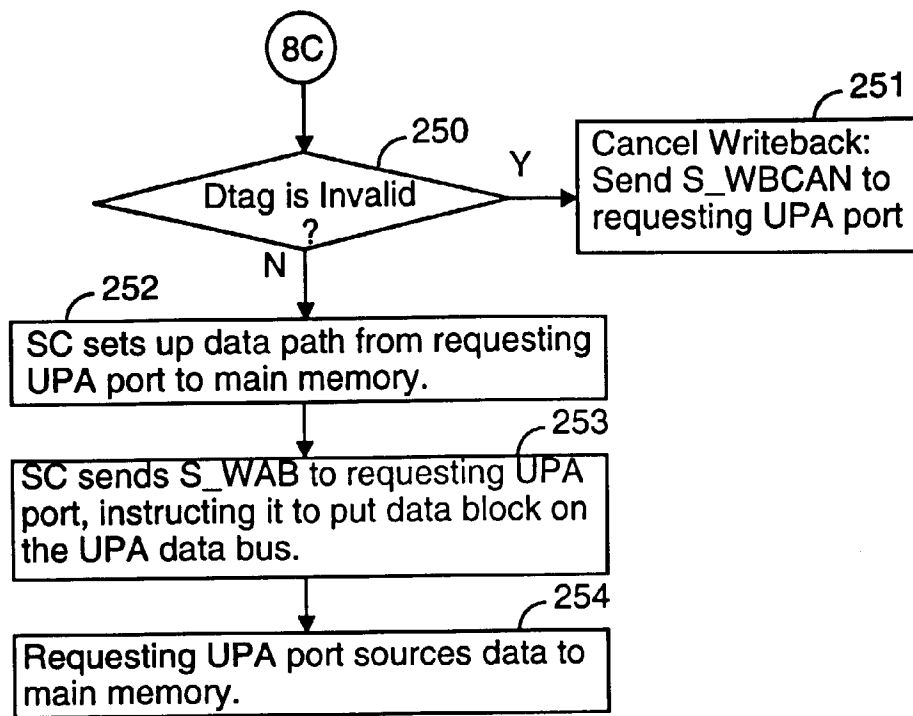 8C
250
Dtag is Invalid
?
Y
N
251
Cancel Writeback:
Send S_WBCAN to
requesting UPA port
252
SC sets up data path from requesting
UPA port to main memory.
253
SC sends S_WAB to requesting UPA
port, instructing it to put data block on
the UPA data bus.
254
Requesting UPA port sources data to
main memory.